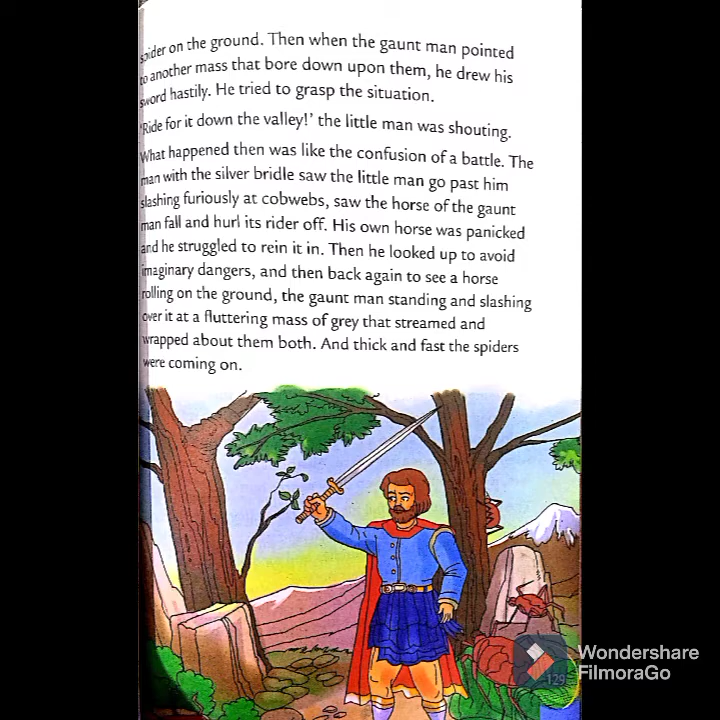 spider on the ground. Then when the gaunt man pointed
to another mass that bore down upon them, he drew his
sword hastily. He tried to grasp the situation.
'Ride for it down the valley!' the little man was shouting.
What happened then was like the confusion of a battle. The
man with the silver bridle saw the little man go past him
slashing furiously at cobwebs, saw the horse of the gaunt
man fall and hurl its rider off. His own horse was panicked
and he struggled to rein it in. Then he looked up to avoid
imaginary dangers, and then back again to see a horse
rolling on the ground, the gaunt man standing and slashing
over it at a fluttering mass of grey that streamed and
wrapped about them both. And thick and fast the spiders
were coming on.
Wondershare
FilmoraGo
129